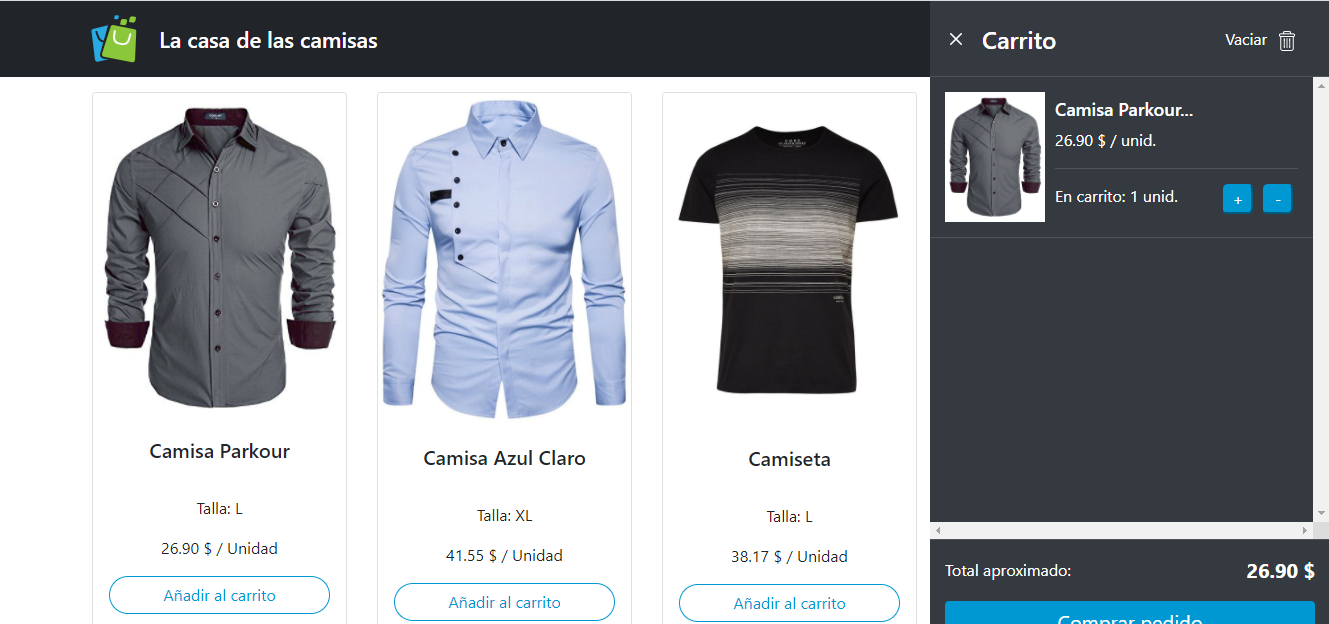 La casa de las camisas
Carrito
Vaciar
Camisa Parkour...
26.90 $ / unid.
En carrito: 1 unid.
+
-
Camisa Parkour
Talla: L
26.90 $ / Unidad
Añadir al carrito
Camisa Azul Claro
Talla: XL
41.55 $ / Unidad
Añadir al carrito
Camiseta
Talla: L
38.17 $ / Unidad
Añadir al carrito
Total aproximado:
26.90 $
Comprar pedido